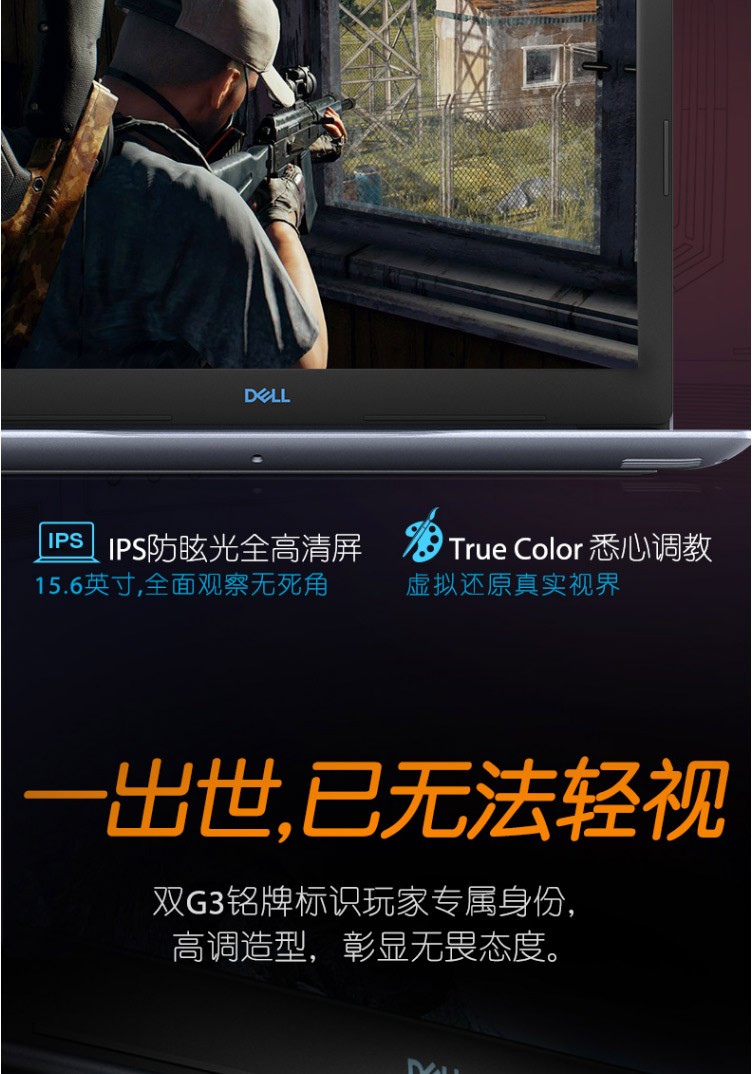 DELL
IPS
IPS防眩光全高清屏
15.6英寸,全面观察无死角
True Color 悉心调教
虚拟还原真实视界
一出世,已无法轻视
双G3铭牌标识玩家专属身份,
高调造型，彰显无畏态度。
DELL